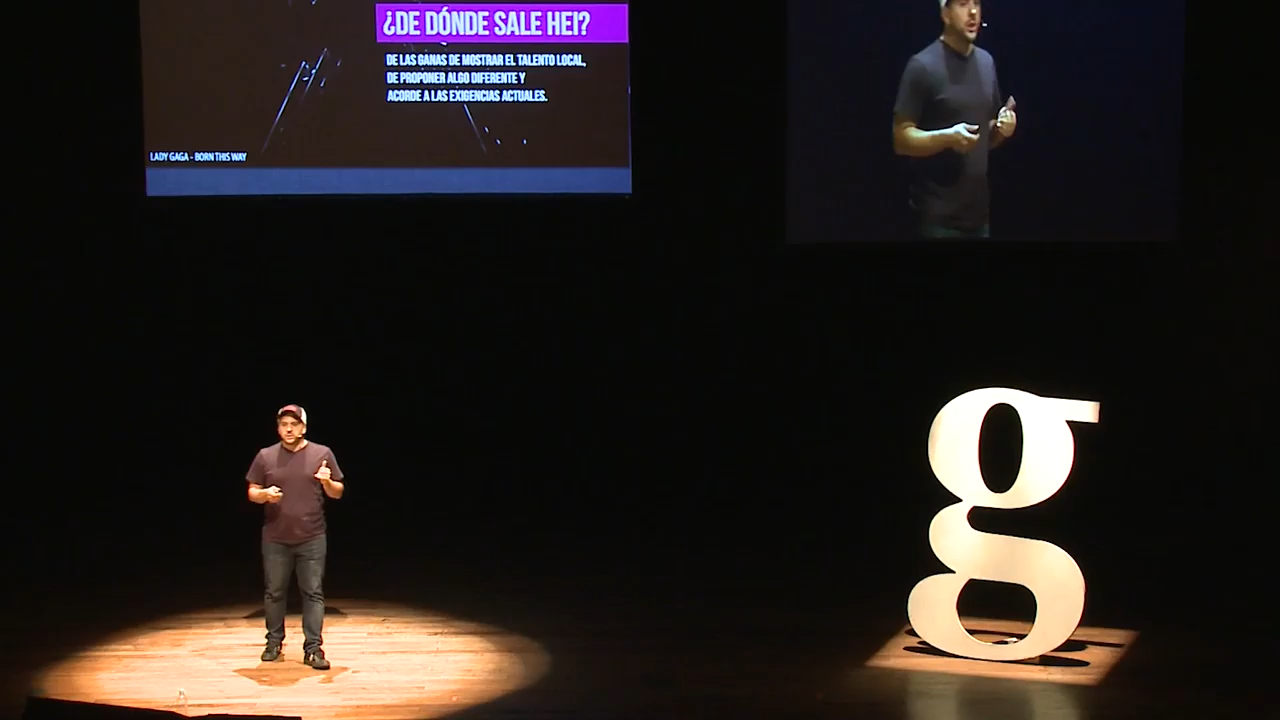 ¿DE DÓNDE SALE HEI?
DE LAS GANAS DE MOSTRAR EL TALENTO LOCAL,
DE PROPONER ALGO DIFERENTE Y
ACORDE A LAS EXIGENCIAS ACTUALES.
LADY GAGA - BORN THIS WAY
g